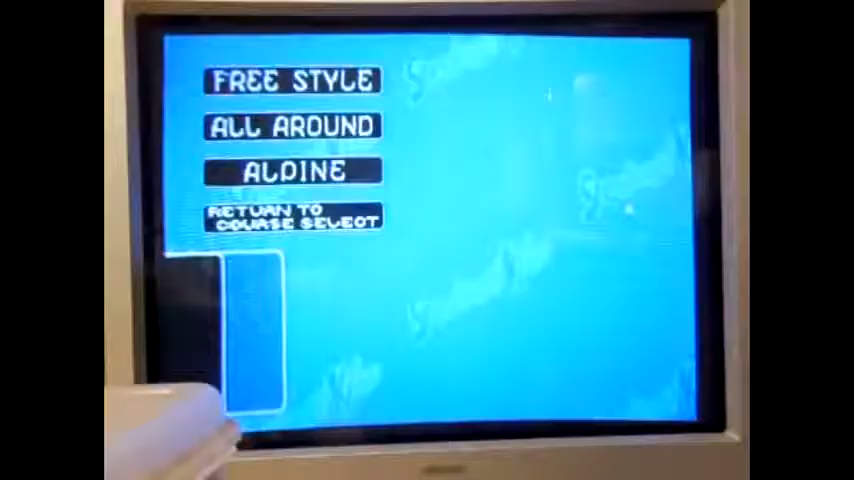 FREE STYLE
ALL AROUND
ALPINE
RETURN TO
COURSE SELECT